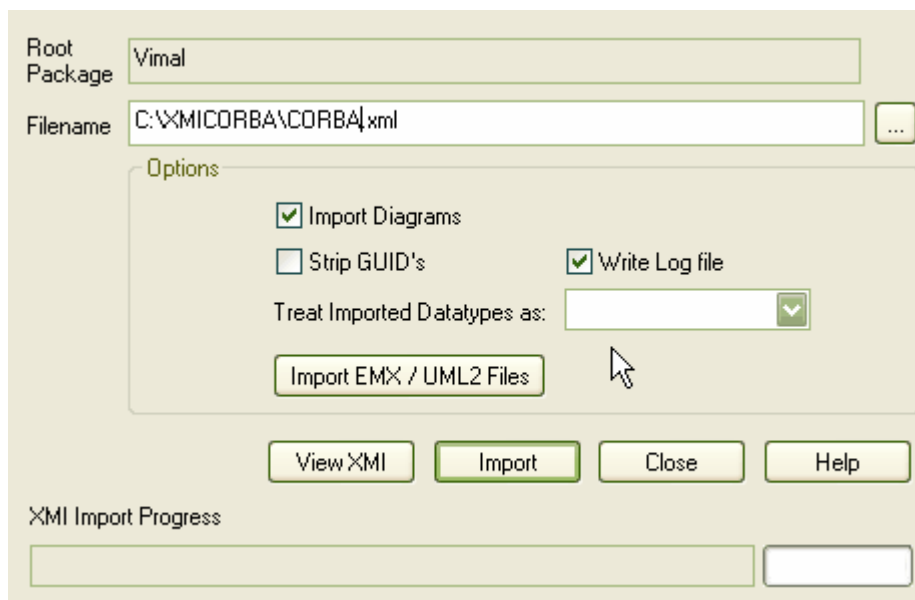 Root
Package
Vimal
Filename
C:\XMICORBA\CORBA.xml
...
Options
Import Diagrams
Strip GUID's
Write Log file
Treat Imported Datatypes as:
Import EMX / UML2 Files
View XMI
Import
Close
Help
XMI Import Progress